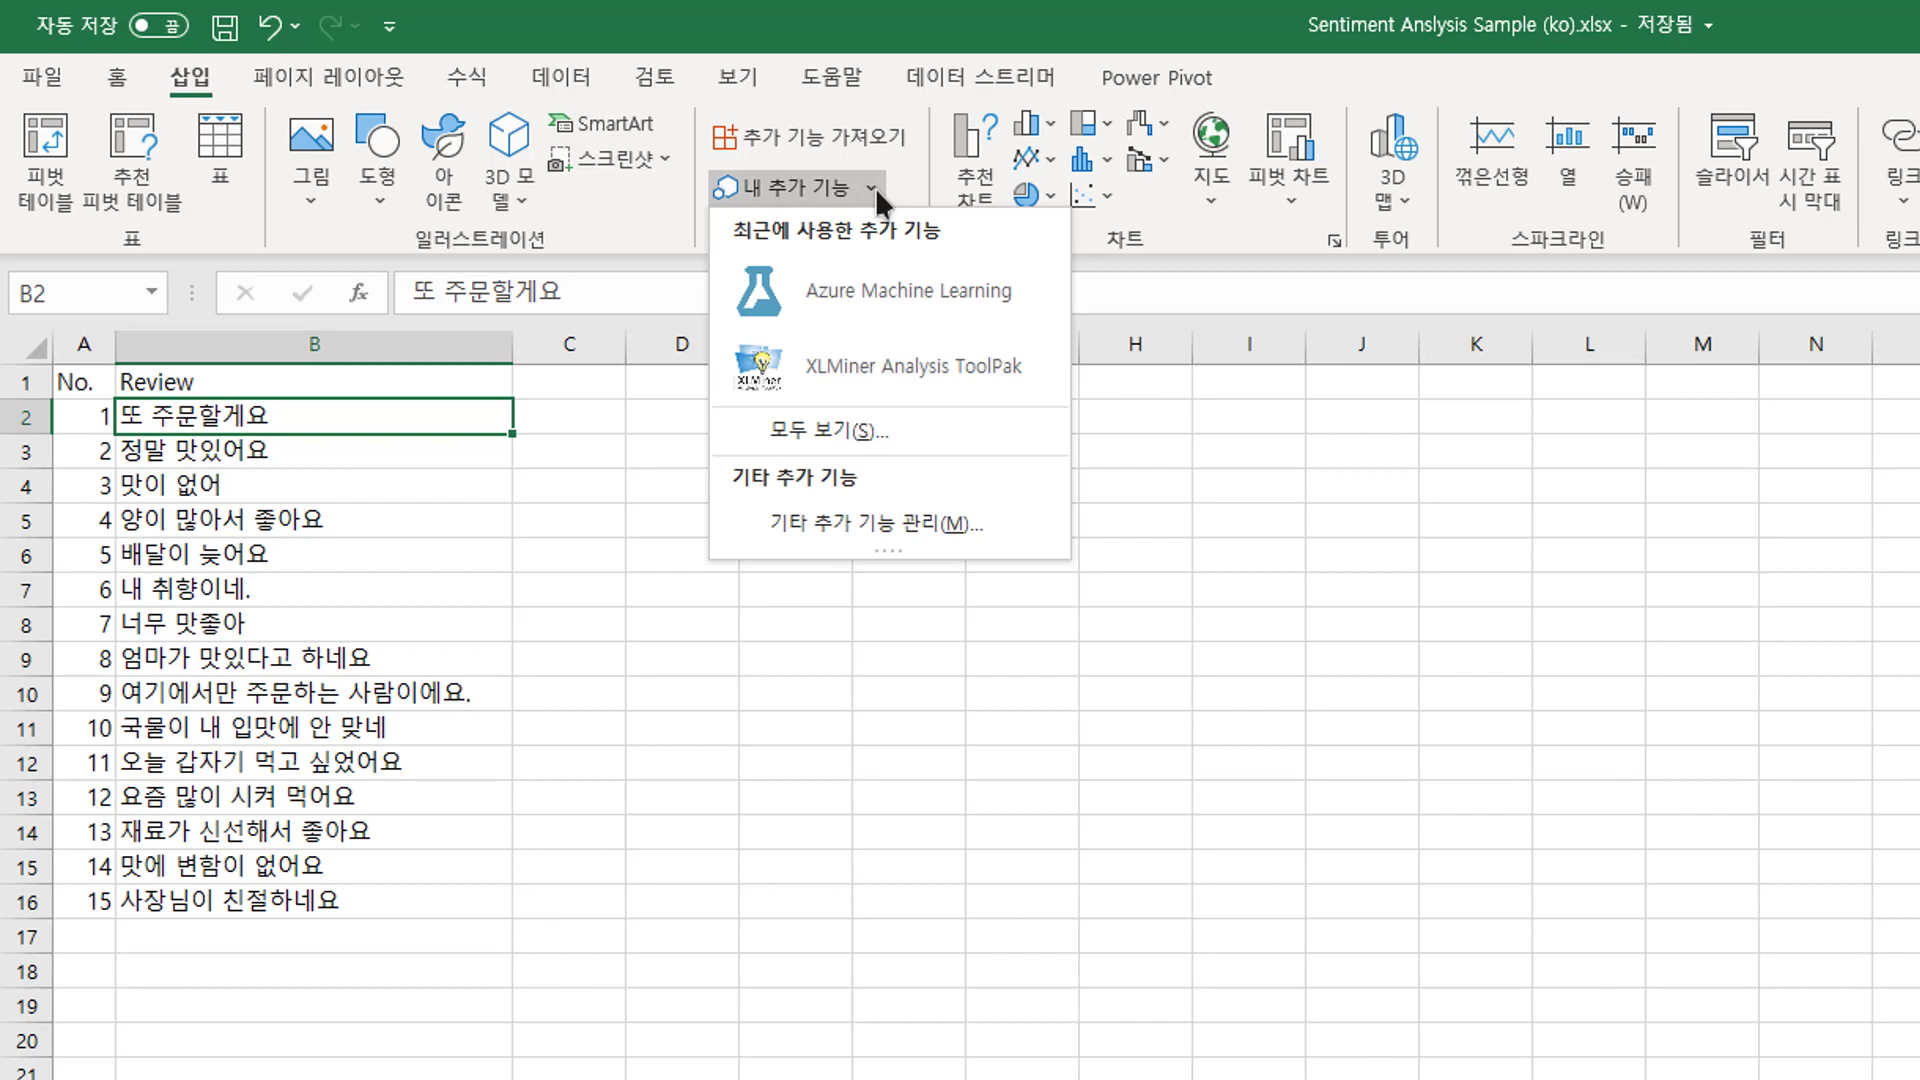 자동 저장 끔
Sentiment Anslysis Sample (ko).xlsx - 저장됨
파일 홈 삽입 페이지 레이아웃 수식 데이터 검토 보기 도움말 데이터 스트리머 Power Pivot
피벗 테이블
추천 피벗 테이블
표
표
그림
도형
아이콘
3D 모델
SmartArt
스크린샷
일러스트레이션
추가 기능 가져오기
내 추가 기능
추천 차트
지도
피벗 차트
차트
3D 맵
투어
꺾은선형
열
승패 (W)
스파크라인
슬라이서
시간 표시 막대
필터
링크
링크
최근에 사용한 추가 기능
Azure Machine Learning
XLMiner
XLMiner Analysis ToolPak
모두 보기(S)...
기타 추가 기능
기타 추가 기능 관리(M)...
B2 fx 또 주문할게요
A B C D H I J K L M N
1 No. Review
2 1 또 주문할게요
3 2 정말 맛있어요
4 3 맛이 없어
5 4 양이 많아서 좋아요
6 5 배달이 늦어요
7 6 내 취향이네.
8 7 너무 맛좋아
9 8 엄마가 맛있다고 하네요
10 9 여기에서만 주문하는 사람이에요.
11 10 국물이 내 입맛에 안 맞네
12 11 오늘 갑자기 먹고 싶었어요
13 12 요즘 많이 시켜 먹어요
14 13 재료가 신선해서 좋아요
15 14 맛에 변함이 없어요
16 15 사장님이 친절하네요
17
18
19
20
21